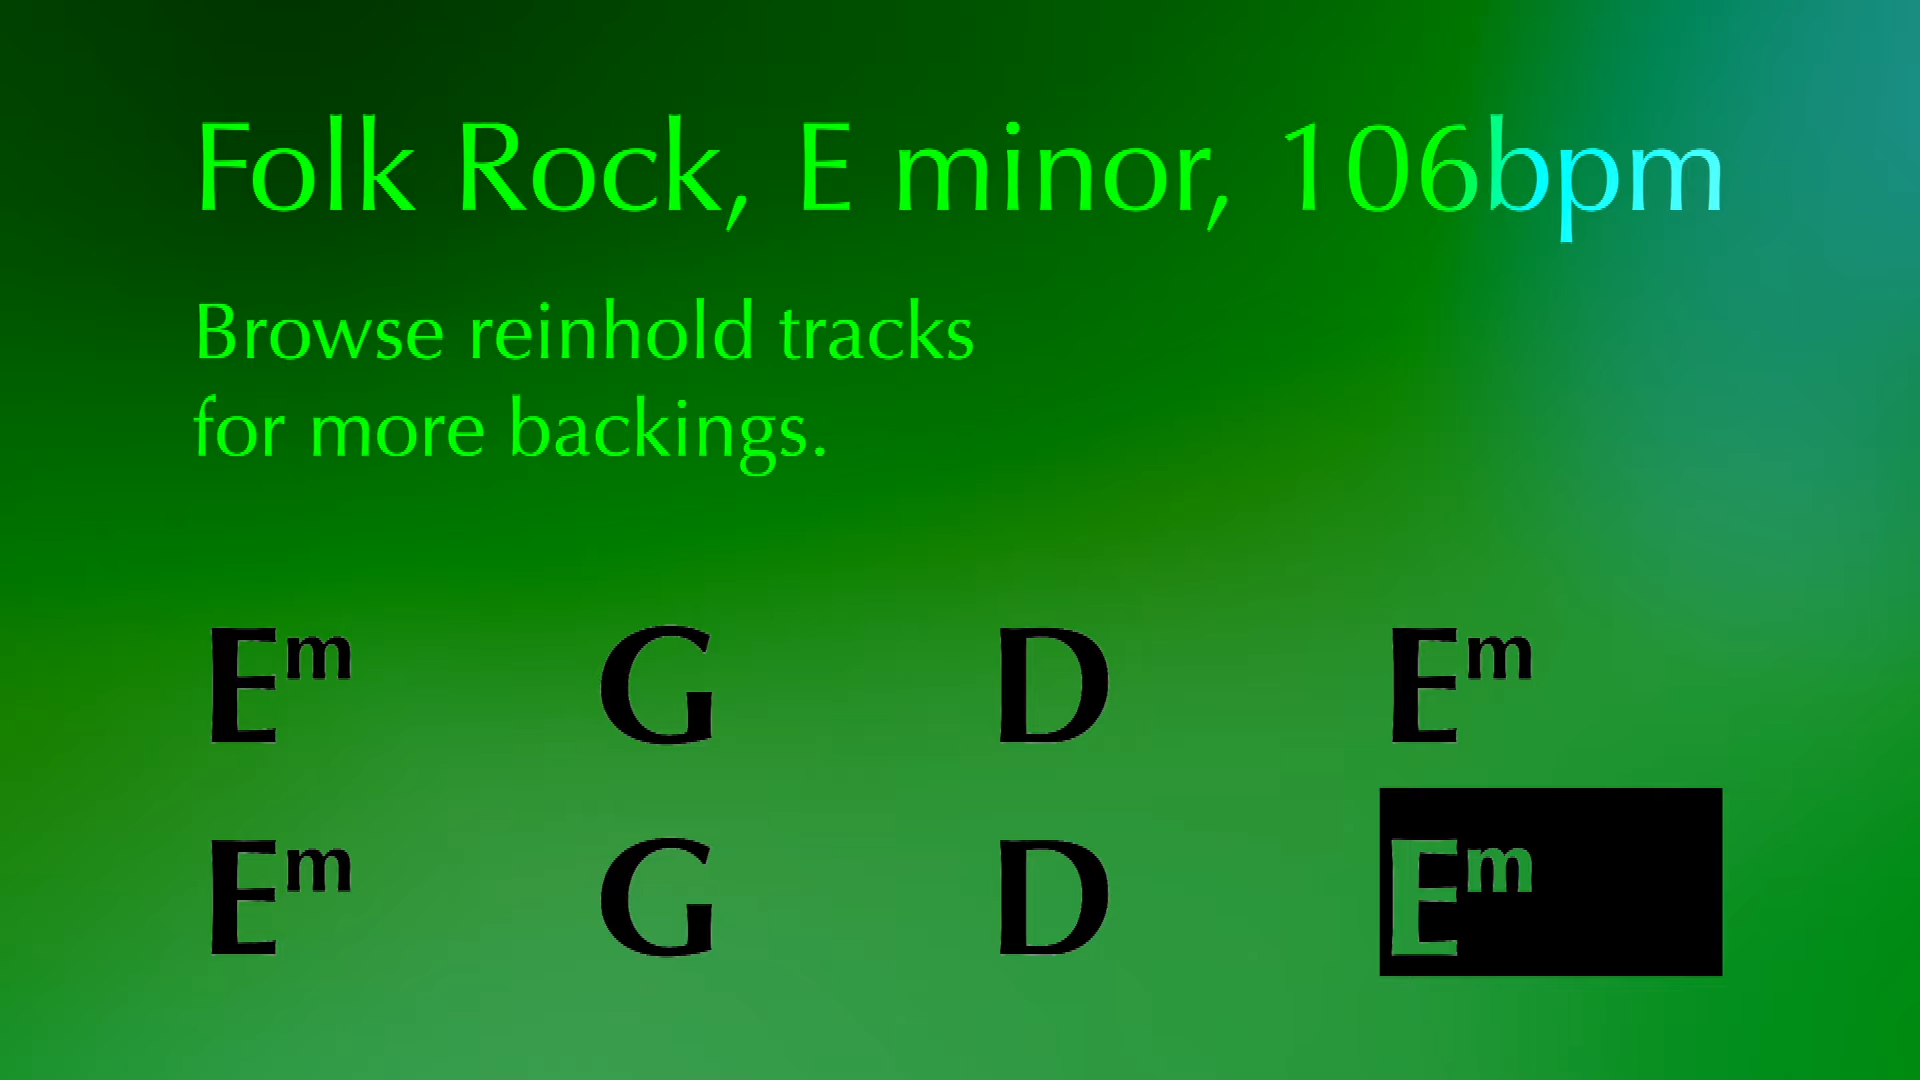 Folk Rock, E minor, 106bpm
Browse reinhold tracks
for more backings.
Em G D Em
Em G D Em